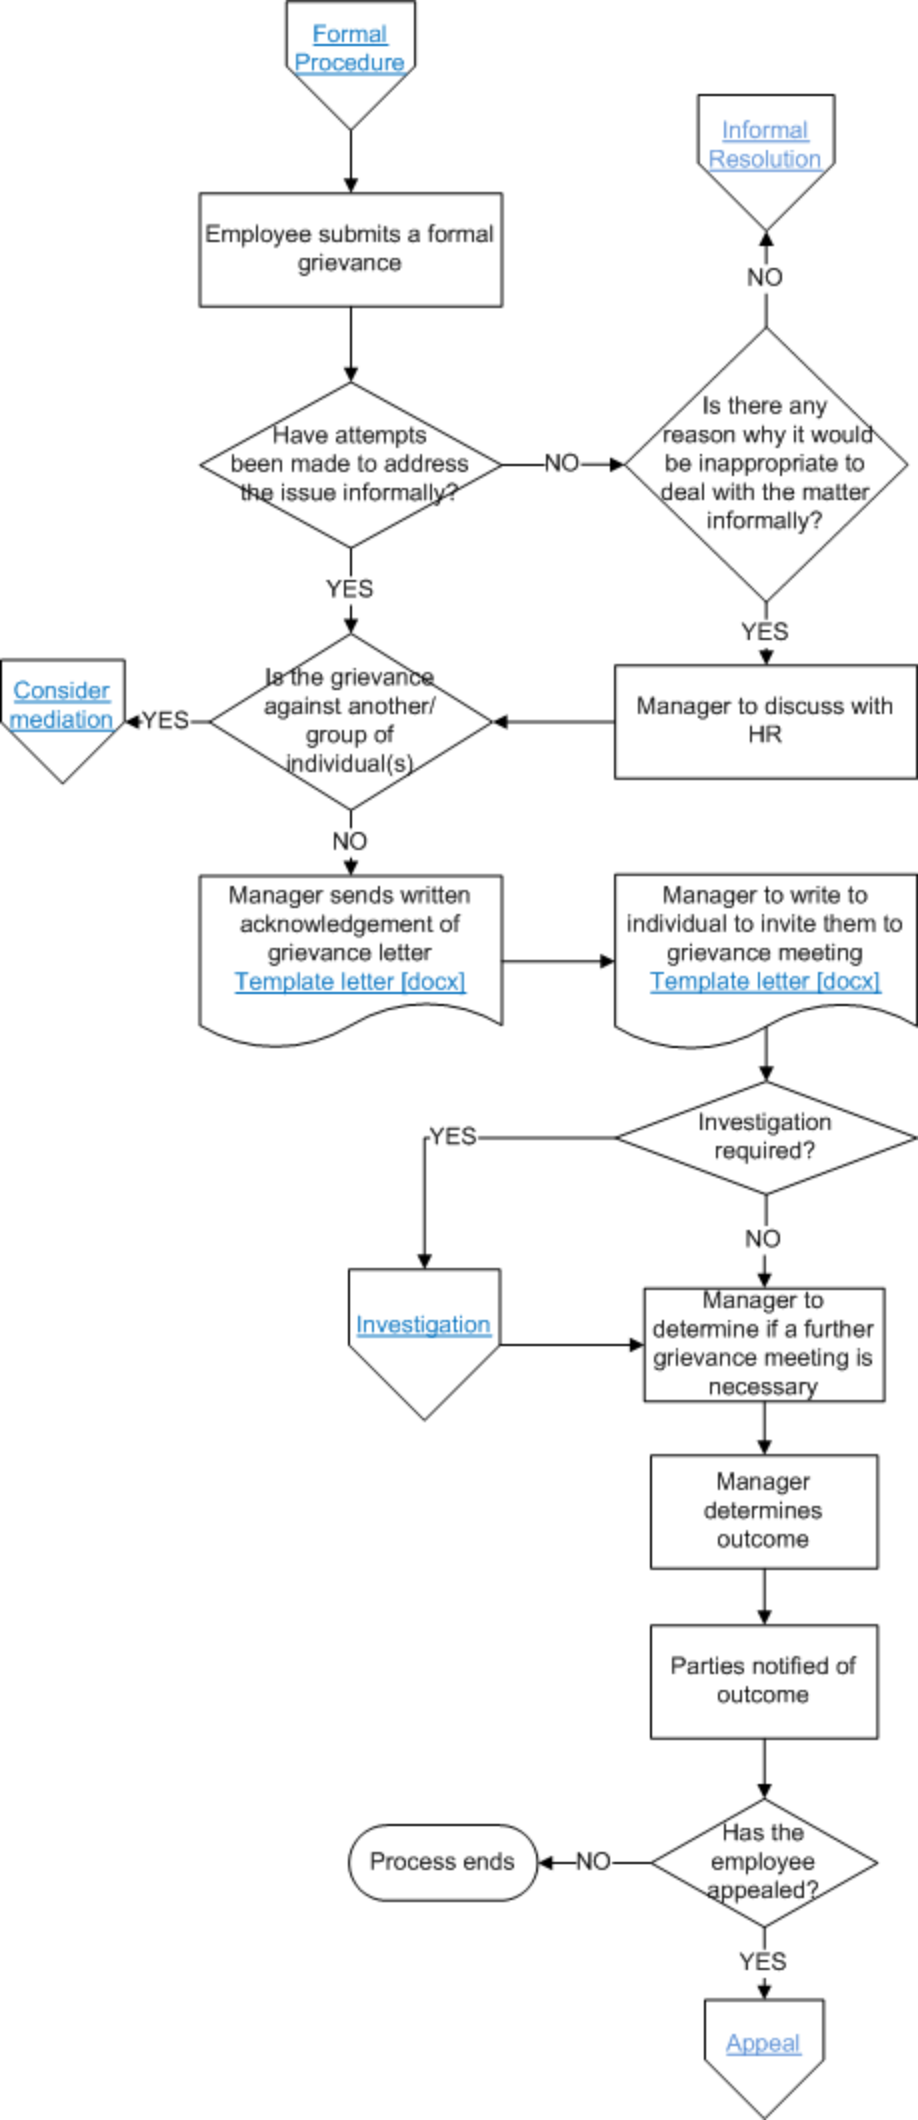 Formal
Procedure
Informal
Resolution
NO
Employee submits a formal
grievance
Have attempts
been made to address
the issue informally?
NO
Is there any
reason why it would
be inappropriate to
deal with the matter
informally?
YES
YES
Consider
mediation
YES
Is the grievance
against another/
group of
individual(s)
Manager to discuss with
HR
NO
Manager sends written
acknowledgement of
grievance letter
Template letter [docx]
Manager to write to
individual to invite them to
grievance meeting
Template letter [docx]
Investigation
required?
YES
NO
Investigation
Manager to
determine if a further
grievance meeting is
necessary
Manager
determines
outcome
Parties notified of
outcome
Has the
employee
appealed?
NO
Process ends
YES
Appeal